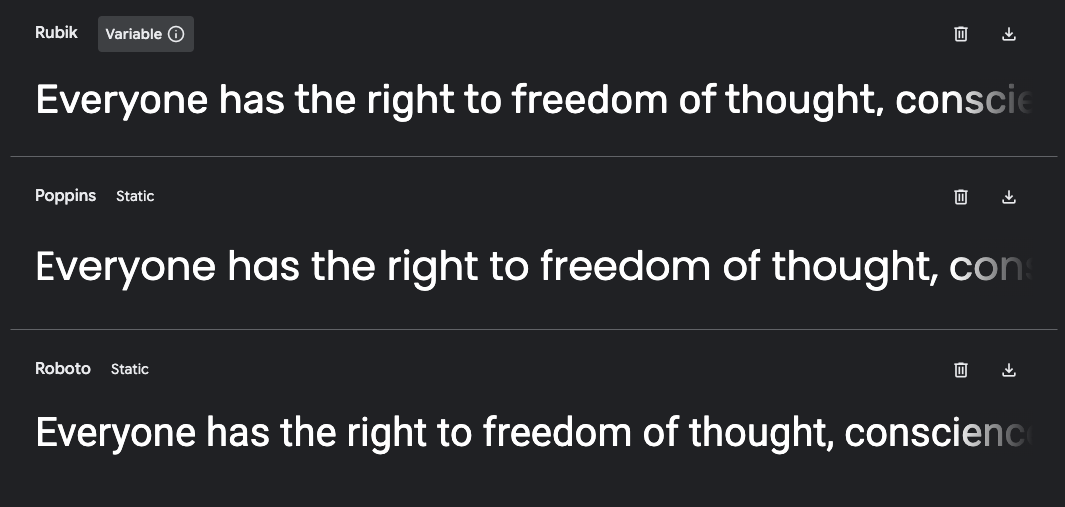 Rubik Variable
Everyone has the right to freedom of thought, conscie
Poppins Static
Everyone has the right to freedom of thought, cons
Roboto Static
Everyone has the right to freedom of thought, conscienc